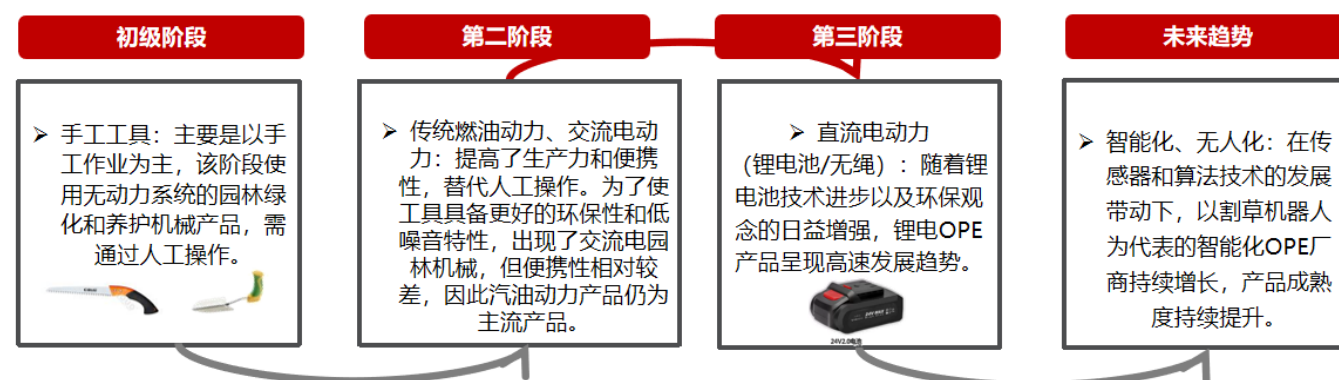 初级阶段
➢ 手工工具：主要是以手
工作业为主，该阶段使
用无动力系统的园林绿
化和养护机械产品，需
通过人工操作。
第二阶段
➢ 传统燃油动力、交流电动
力：提高了生产力和便携
性，替代人工操作。为了使
工具具备更好的环保性和低
噪音特性，出现了交流电园
林机械，但便携性相对较
差，因此汽油动力产品仍为
主流产品。
第三阶段
➢ 直流电动力
（锂电池/无绳）：随着锂
电池技术进步以及环保观
念的日益增强，锂电OPE
产品呈现高速发展趋势。
24V2.0电池
未来趋势
➢ 智能化、无人化：在传
感器和算法技术的发展
带动下，以割草机器人
为代表的智能化OPE厂
商持续增长，产品成熟
度持续提升。